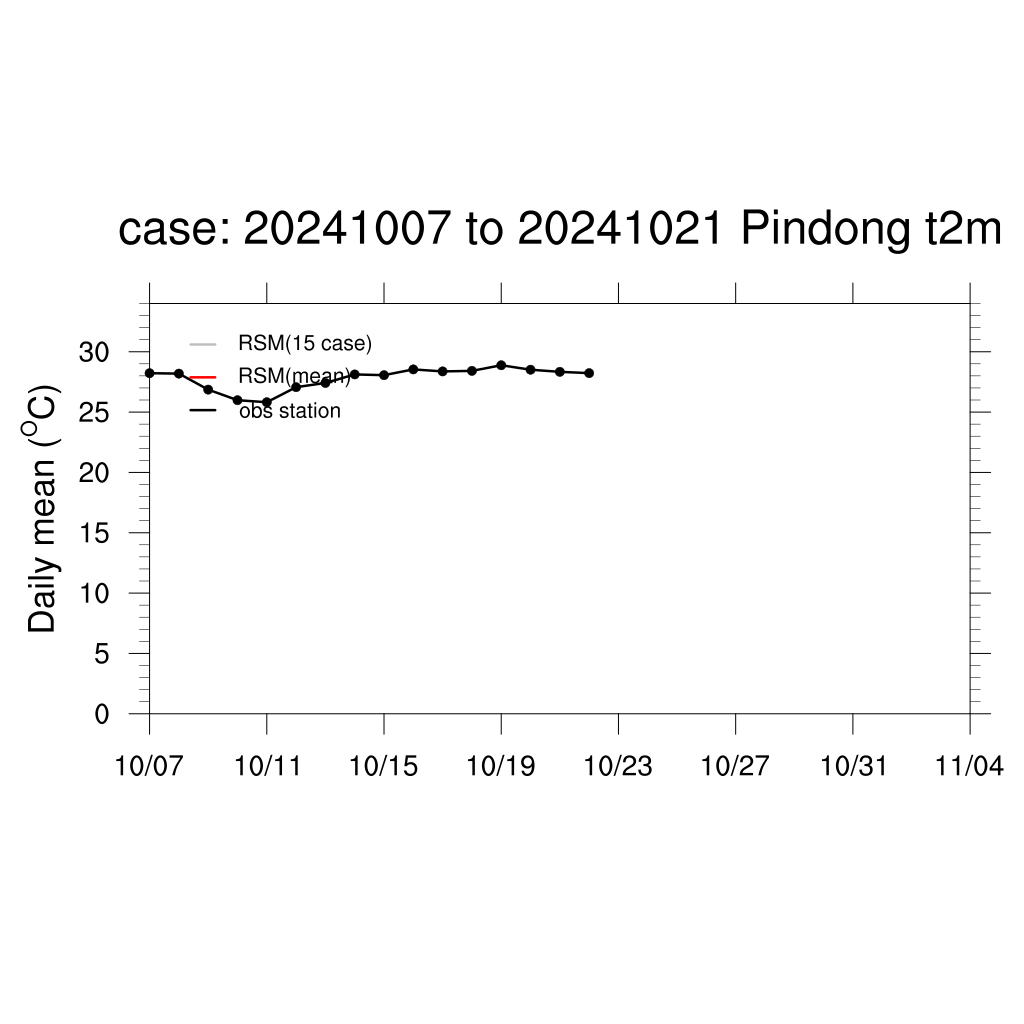 case: 20241007 to 20241021 Pindong t2m
RSM(15 case)
RSM(mean)
obs station
Daily mean (°C)
30
25
20
15
10
5
0
10/07 10/11 10/15 10/19 10/23 10/27 10/31 11/04